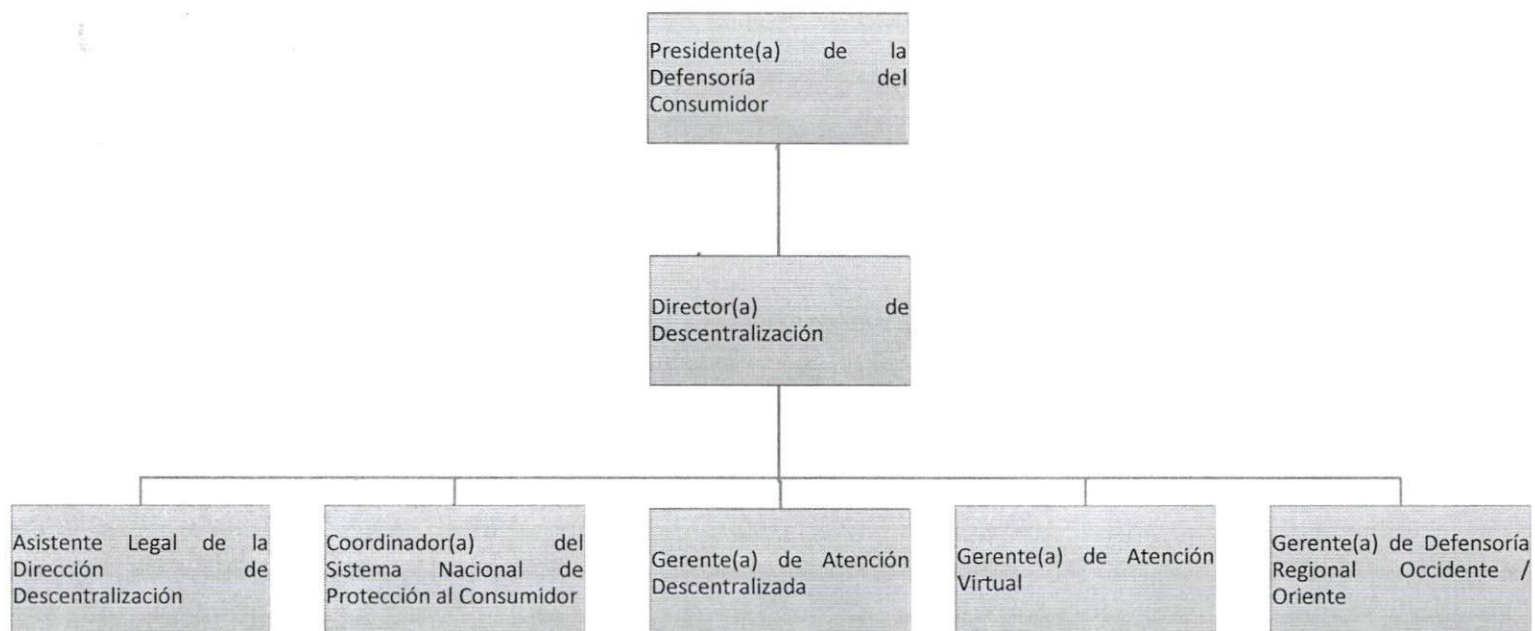 Presidente(a) de la
Defensoría del
Consumidor
Director(a) de
Descentralización
Asistente Legal de la
Dirección de
Descentralización
Coordinador(a) del
Sistema Nacional de
Protección al Consumidor
Gerente(a) de Atención
Descentralizada
Gerente(a) de Atención
Virtual
Gerente(a) de Defensoría
Regional Occidente /
Oriente